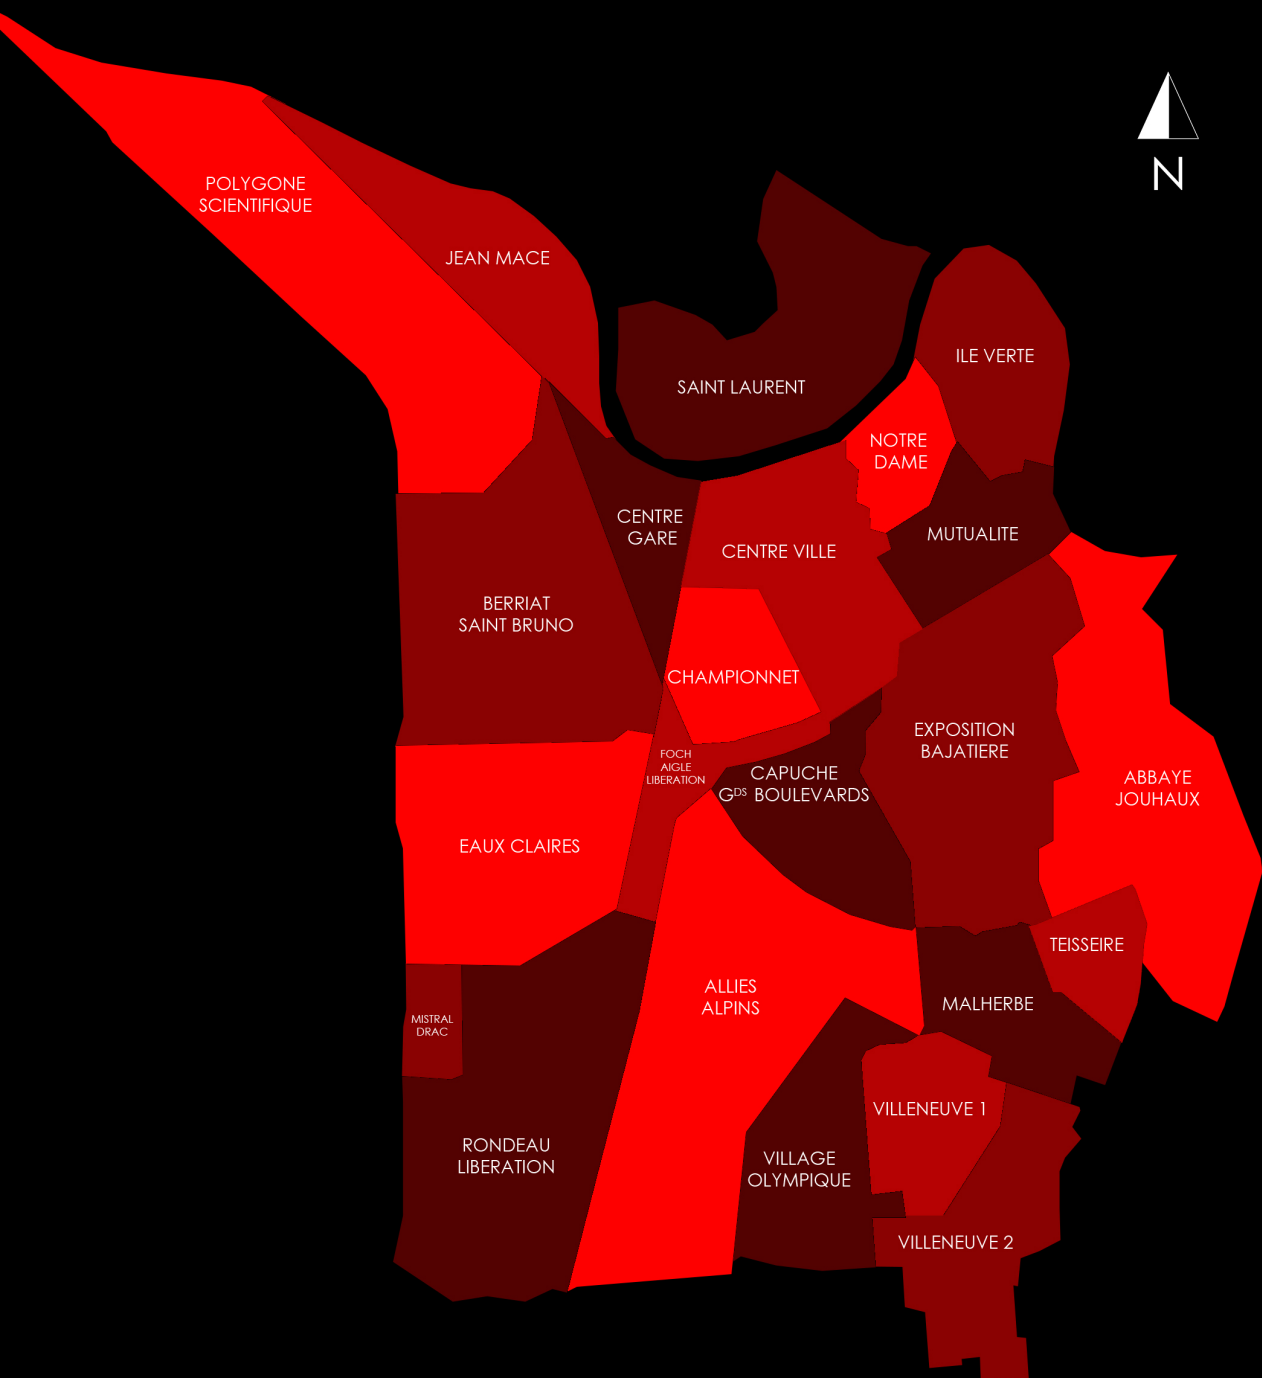 N
POLYGONE
SCIENTIFIQUE
JEAN MACE
SAINT LAURENT
ILE VERTE
NOTRE
DAME
CENTRE
GARE
CENTRE VILLE
MUTUALITE
BERRIAT
SAINT BRUNO
CHAMPIONNET
FOCH
AIGLE
LIBERATION
CAPUCHE
GDS BOULEVARDS
EXPOSITION
BAJATIERE
ABBAYE
JOUHAUX
EAUX CLAIRES
TEISSEIRE
ALLIES
ALPINS
MALHERBE
MISTRAL
DRAC
VILLENEUVE 1
RONDEAU
LIBERATION
VILLAGE
OLYMPIQUE
VILLENEUVE 2